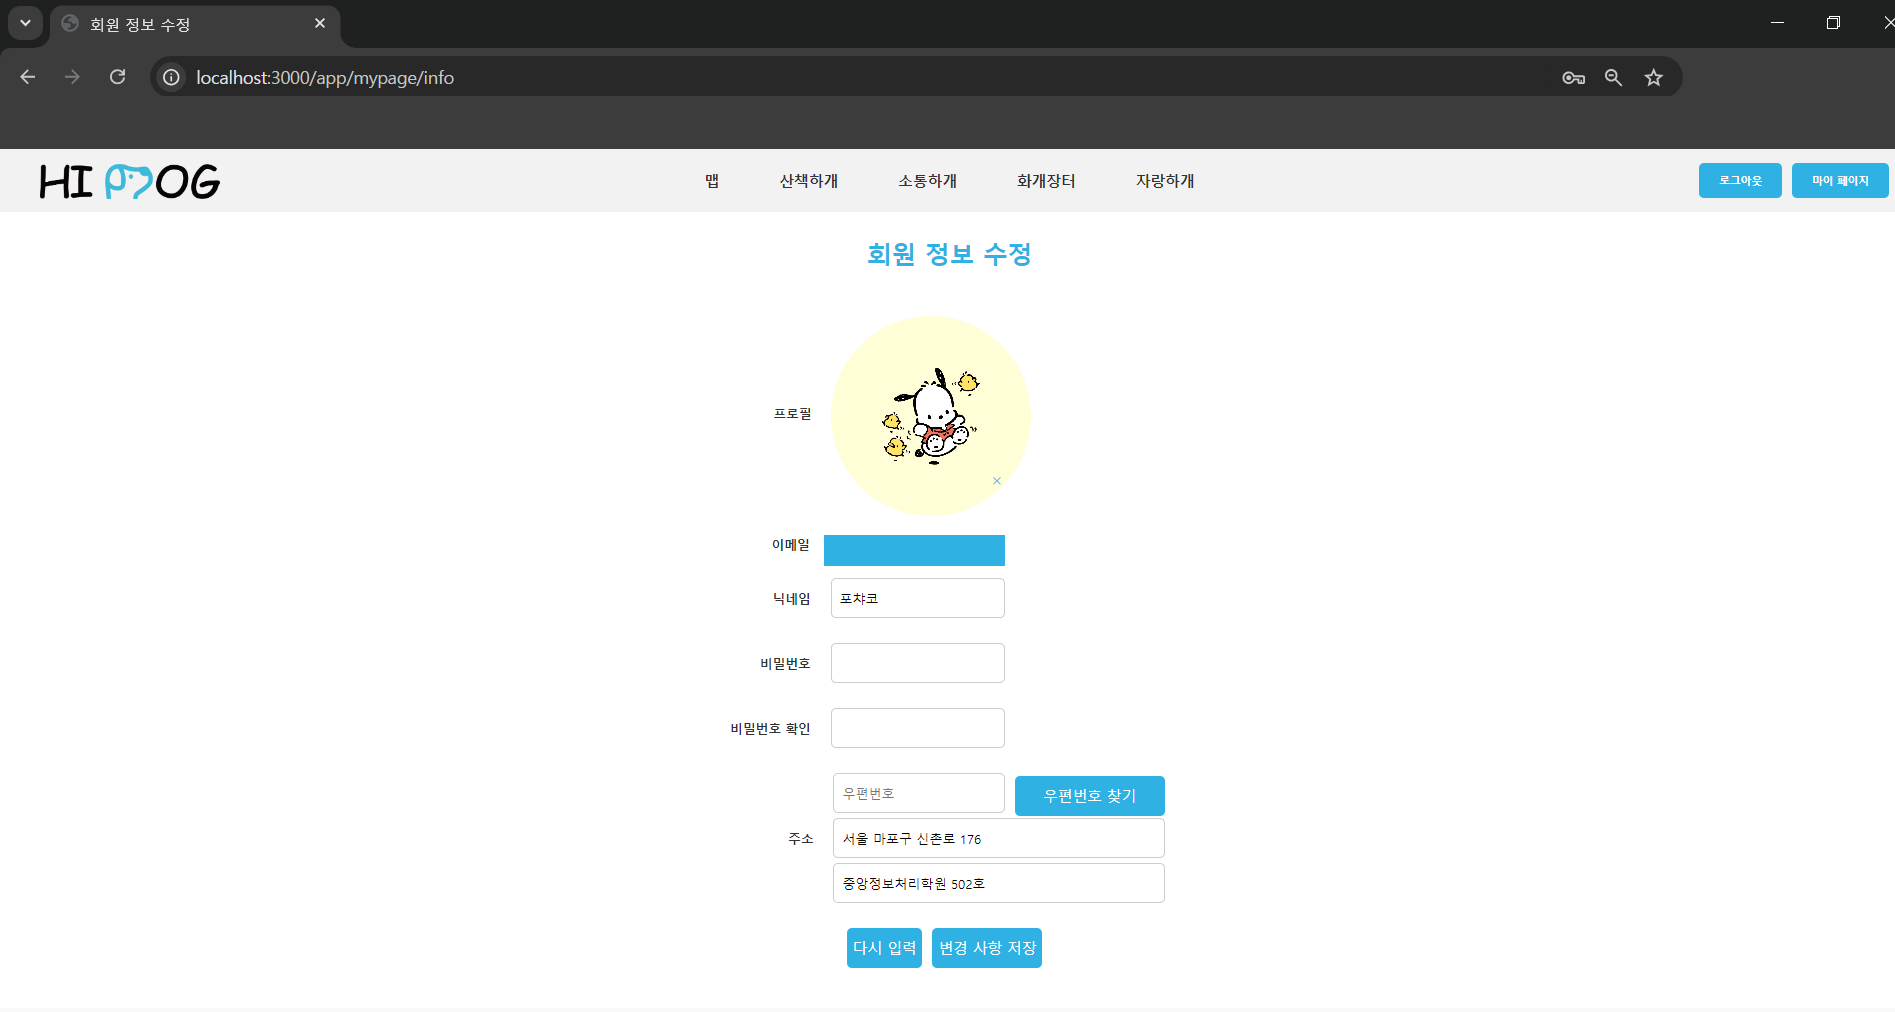 회원 정보 수정
localhost:3000/app/mypage/info
HI DOG
맵 산책하개 소통하개 화개장터 자랑하개 로그아웃 마이 페이지
회원 정보 수정
프로필
이메일
닉네임 포챠코
비밀번호
비밀번호 확인
우편번호 우편번호 찾기
주소 서울 마포구 신촌로 176
중앙정보처리학원 502호
다시 입력 변경 사항 저장